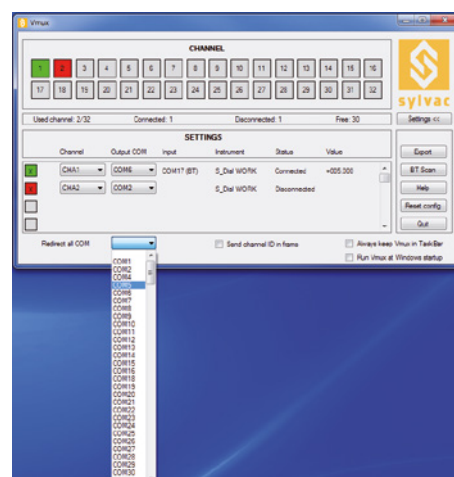 Vmux
CHANNEL
1 2 3 4 5 6 7 8 9 10 11 12 13 14 15 16
17 18 19 20 21 22 23 24 25 26 27 28 29 30 31 32
sylvac
Used channel: 2/32 Connected: 1 Disconnected: 1 Free: 30 Settings <<
SETTINGS
Channel Output COM Input Instrument Status Value
CHA1 COM6 COM17 (BT) S_Dial WORK Connected +005.000
CHA2 COM2 S_Dial WORK Disconnected
Export
BT Scan
Help
Reset config
Quit
Redirect all COM Send channel ID in frame Always keep Vmux in TaskBar
Run Vmux at Windows startup
COM1
COM2
COM4
COM5
COM6
COM7
COM8
COM9
COM10
COM11
COM12
COM13
COM14
COM15
COM16
COM18
COM19
COM20
COM21
COM22
COM23
COM24
COM25
COM26
COM27
COM28
COM29
COM30